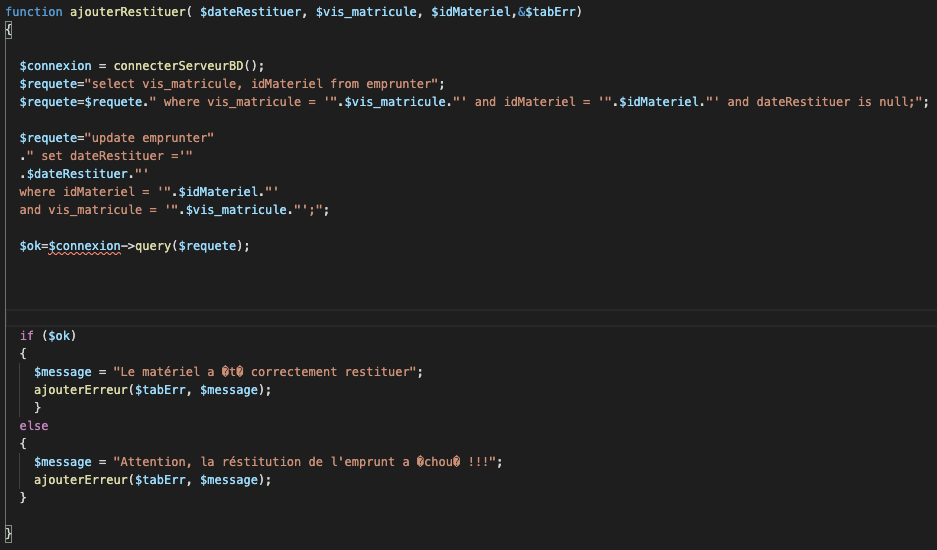 function ajouterRestituer( $dateRestituer, $vis_matricule, $idMateriel,&$tabErr)
{
$connexion = connecterServeurBD();
$requete="select vis_matricule, idMateriel from emprunter";
$requete=$requete." where vis_matricule = '".$vis_matricule."' and idMateriel = '".$idMateriel."' and dateRestituer is null;";
$requete="update emprunter"
." set dateRestituer ='"
.$dateRestituer."'
where idMateriel = '".$idMateriel."'
and vis_matricule = '".$vis_matricule."';";
$ok=$connexion->query($requete);
if ($ok)
{
$message = "Le matériel a �t� correctement restituer";
ajouterErreur($tabErr, $message);
}
else
{
$message = "Attention, la réstitution de l'emprunt a �chou� !!!";
ajouterErreur($tabErr, $message);
}
}